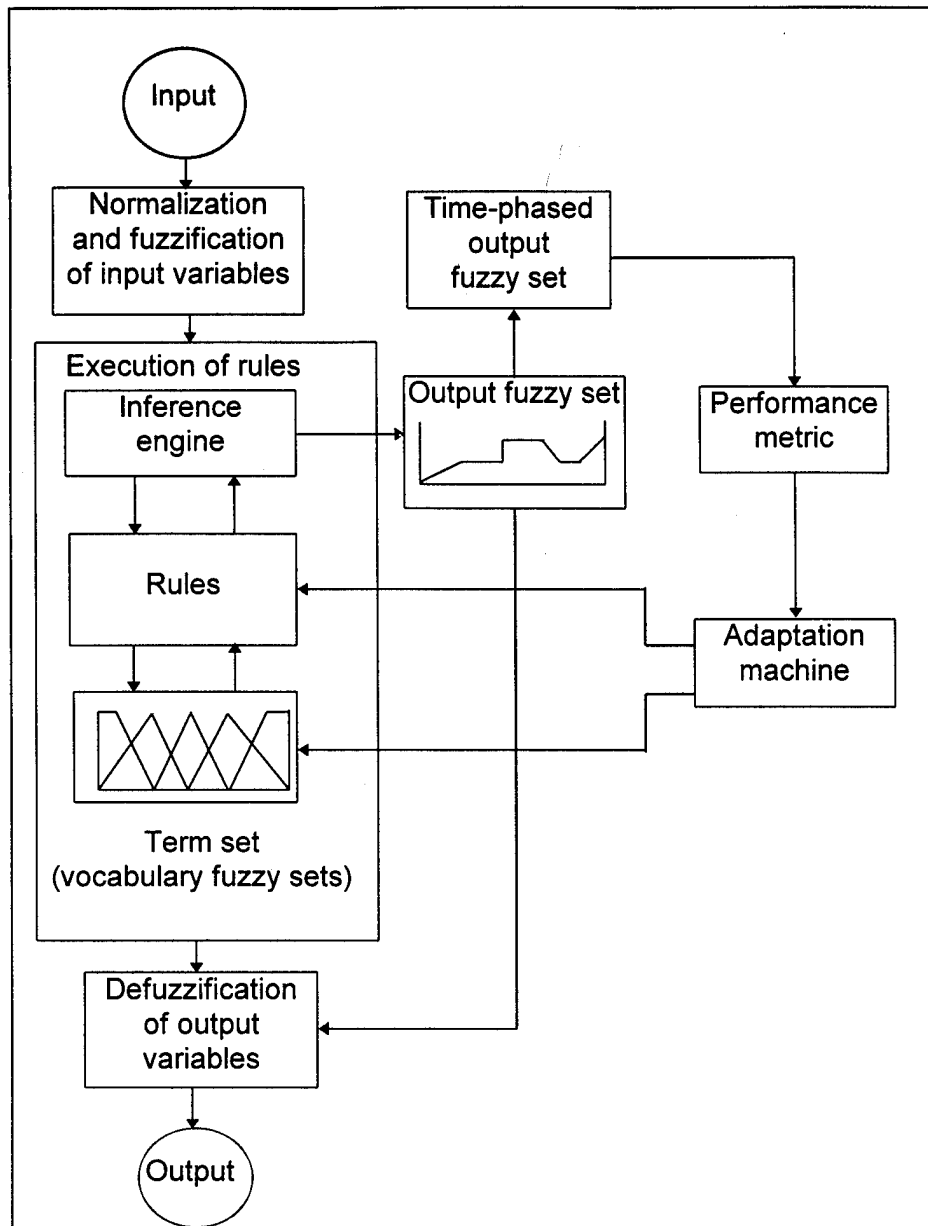 Input
Normalization
and fuzzification
of input variables
Time-phased
output
fuzzy set
Execution of rules
Inference
engine
Output fuzzy set
Performance
metric
Rules
Adaptation
machine
Term set
(vocabulary fuzzy sets)
Defuzzification
of output
variables
Output